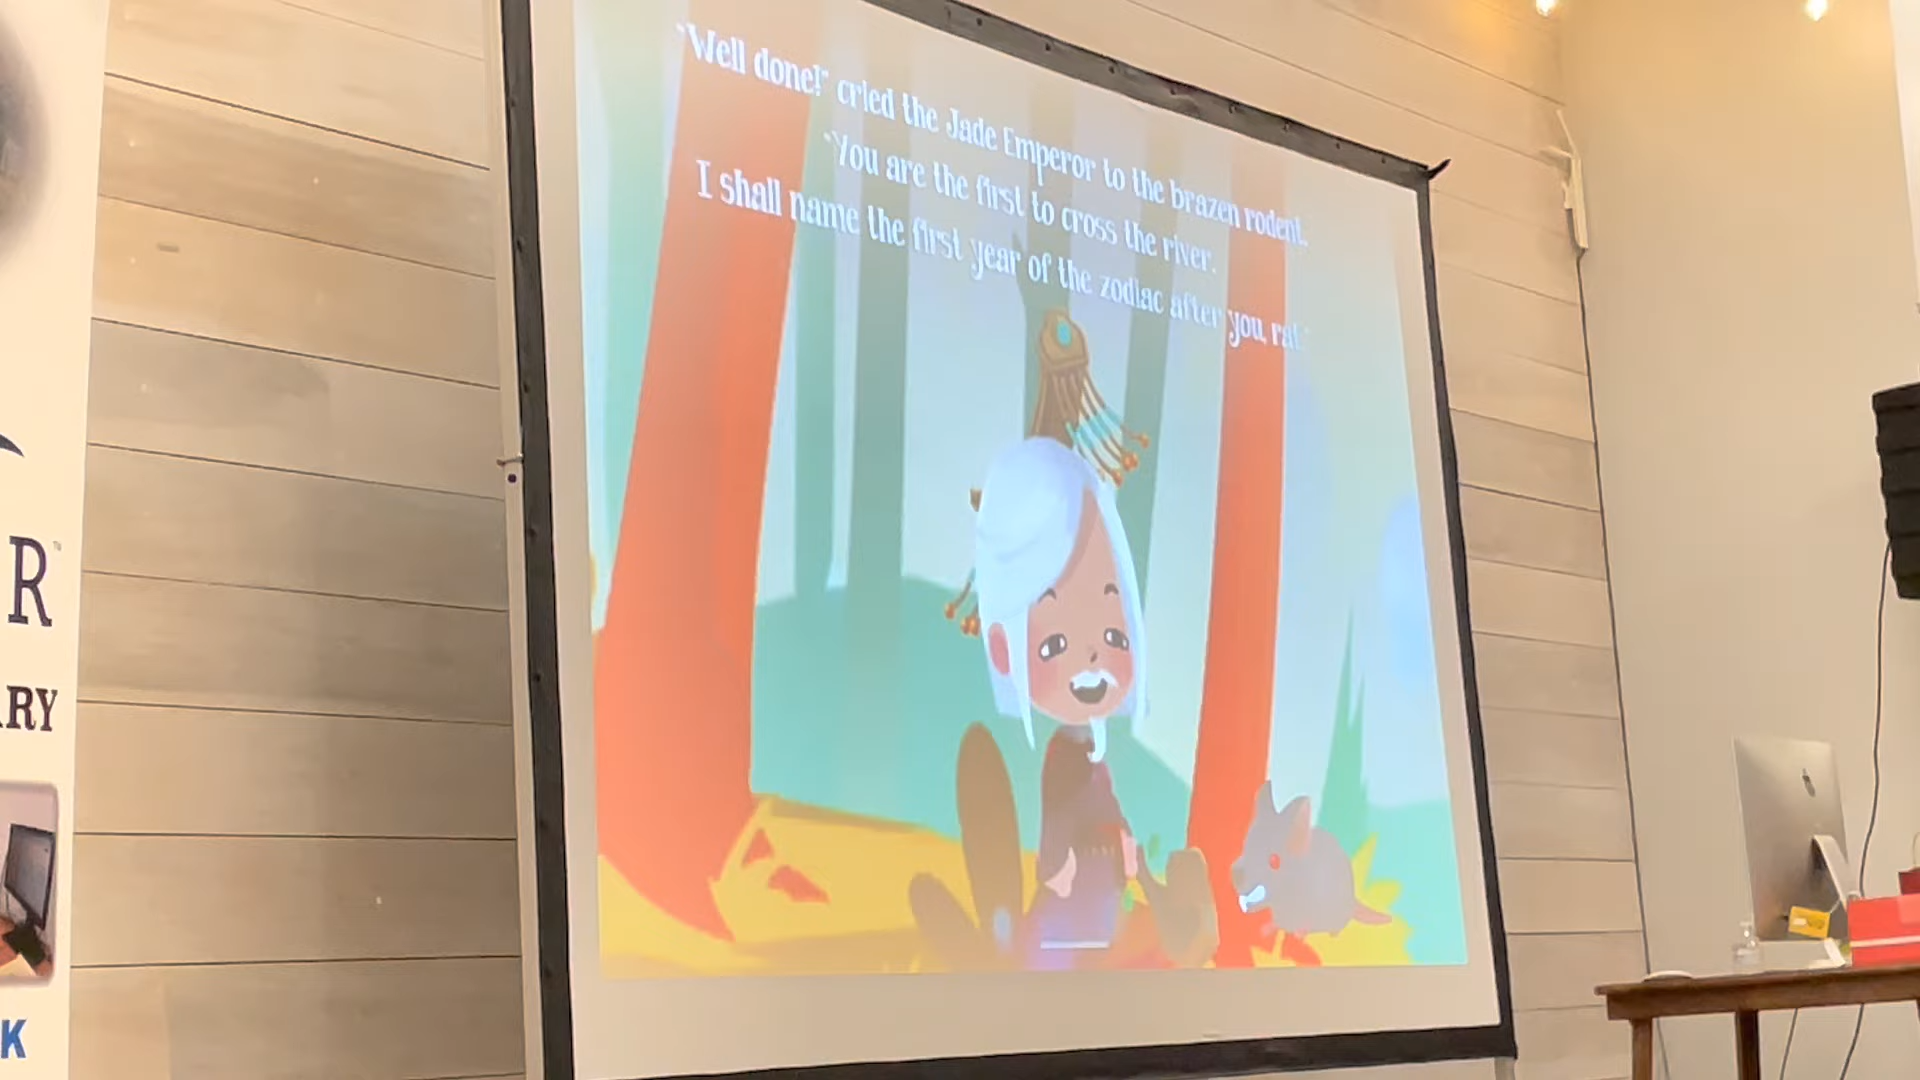 "Well done!" cried the Jade Emperor to the brazen rodent.
"You are the first to cross the river.
I shall name the first year of the zodiac after you, rat."
R
ARY
K